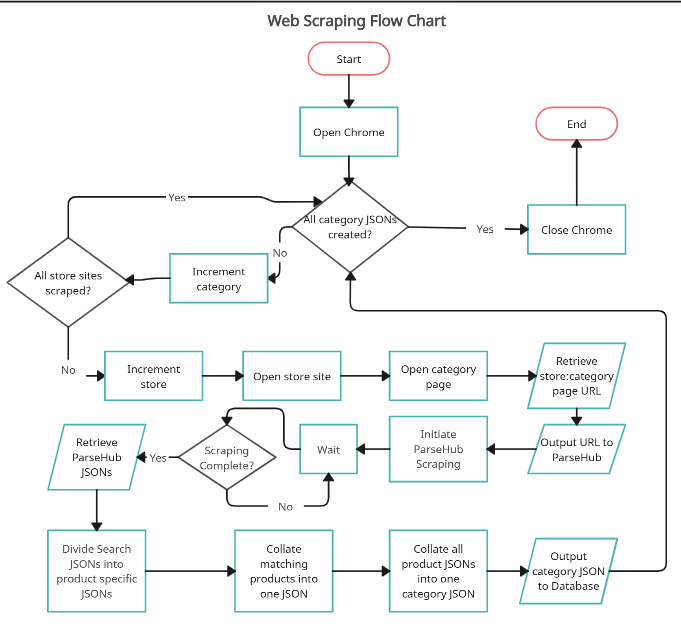 Web Scraping Flow Chart
Start
Open Chrome
End
All category JSONs
created?
Yes
Close Chrome
No
Increment
category
Yes
All store sites
scraped?
No
Increment
store
Open store site
Open category
page
Retrieve
store:category
page URL
Output URL to
ParseHub
Initiate
ParseHub
Scraping
Wait
Scraping
Complete?
No
Yes
Retrieve
ParseHub
JSONs
Divide Search
JSONs into
product specific
JSONs
Collate
matching
products into
one JSON
Collate all
product JSONs
into one
category JSON
Output
category JSON
to Database